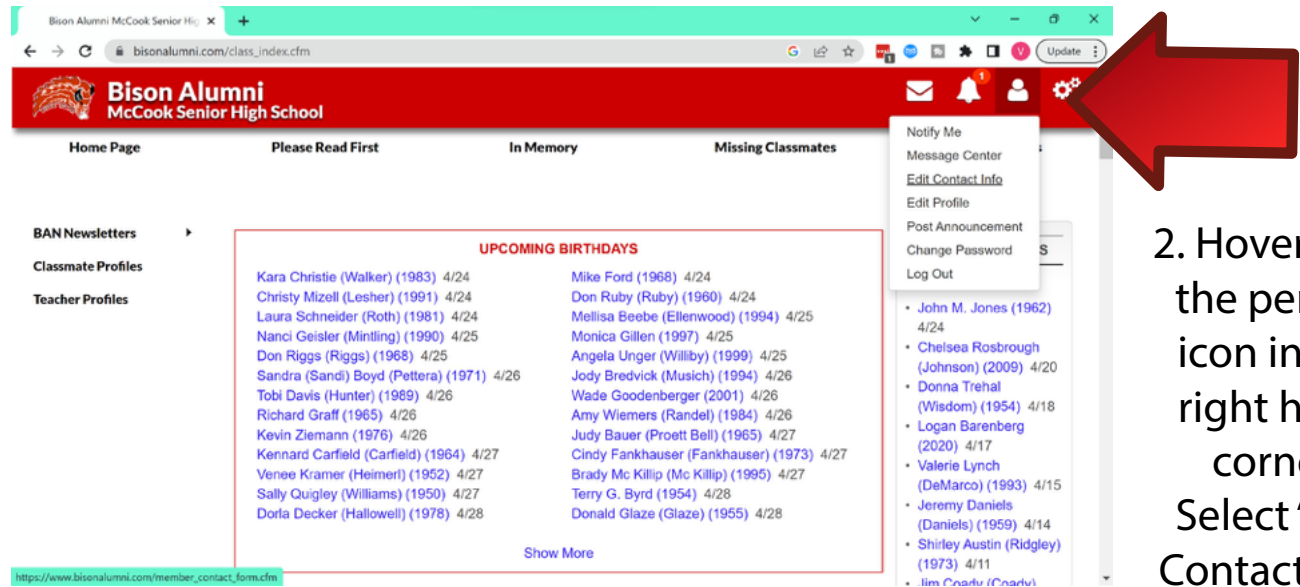 Bison Alumni McCook Senior Hig
bisonalumni.com/class_index.cfm
G
1
V
Update
Bison Alumni
McCook Senior High School
1
Home Page
Please Read First
In Memory
Missing Classmates
Notify Me
Message Center
Edit Contact Info
Edit Profile
Post Announcement
Change Password
Log Out
BAN Newsletters
Classmate Profiles
Teacher Profiles
UPCOMING BIRTHDAYS
Kara Christie (Walker) (1983) 4/24
Christy Mizell (Lesher) (1991) 4/24
Laura Schneider (Roth) (1981) 4/24
Nanci Geisler (Mintling) (1990) 4/25
Don Riggs (Riggs) (1968) 4/25
Sandra (Sandi) Boyd (Pettera) (1971) 4/26
Tobi Davis (Hunter) (1989) 4/26
Richard Graff (1965) 4/26
Kevin Ziemann (1976) 4/26
Kennard Carfield (Carfield) (1964) 4/27
Venee Kramer (Heimerl) (1952) 4/27
Sally Quigley (Williams) (1950) 4/27
Dorla Decker (Hallowell) (1978) 4/28
Mike Ford (1968) 4/24
Don Ruby (Ruby) (1960) 4/24
Mellisa Beebe (Ellenwood) (1994) 4/25
Monica Gillen (1997) 4/25
Angela Unger (Williby) (1999) 4/25
Jody Bredvick (Musich) (1994) 4/26
Wade Goodenberger (2001) 4/26
Amy Wiemers (Randel) (1984) 4/26
Judy Bauer (Proett Bell) (1965) 4/27
Cindy Fankhauser (Fankhauser) (1973) 4/27
Brady Mc Killip (Mc Killip) (1995) 4/27
Terry G. Byrd (1954) 4/28
Donald Glaze (Glaze) (1955) 4/28
Show More
S
• John M. Jones (1962)
4/24
• Chelsea Rosbrough
(Johnson) (2009) 4/20
• Donna Trehal
(Wisdom) (1954) 4/18
• Logan Barenberg
(2020) 4/17
• Valerie Lynch
(DeMarco) (1993) 4/15
• Jeremy Daniels
(Daniels) (1959) 4/14
• Shirley Austin (Ridgley)
(1973) 4/11
• Jim Coady (Coady)
https://www.bisonalumni.com/member_contact_form.cfm
2. Hover
the per
icon in
right h
corne
Select "
Contact